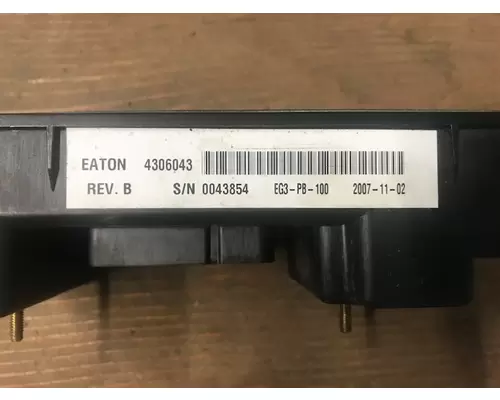 EATON 4306043
REV. B S/N 0043854 EG3-PB-100 2007-11-02